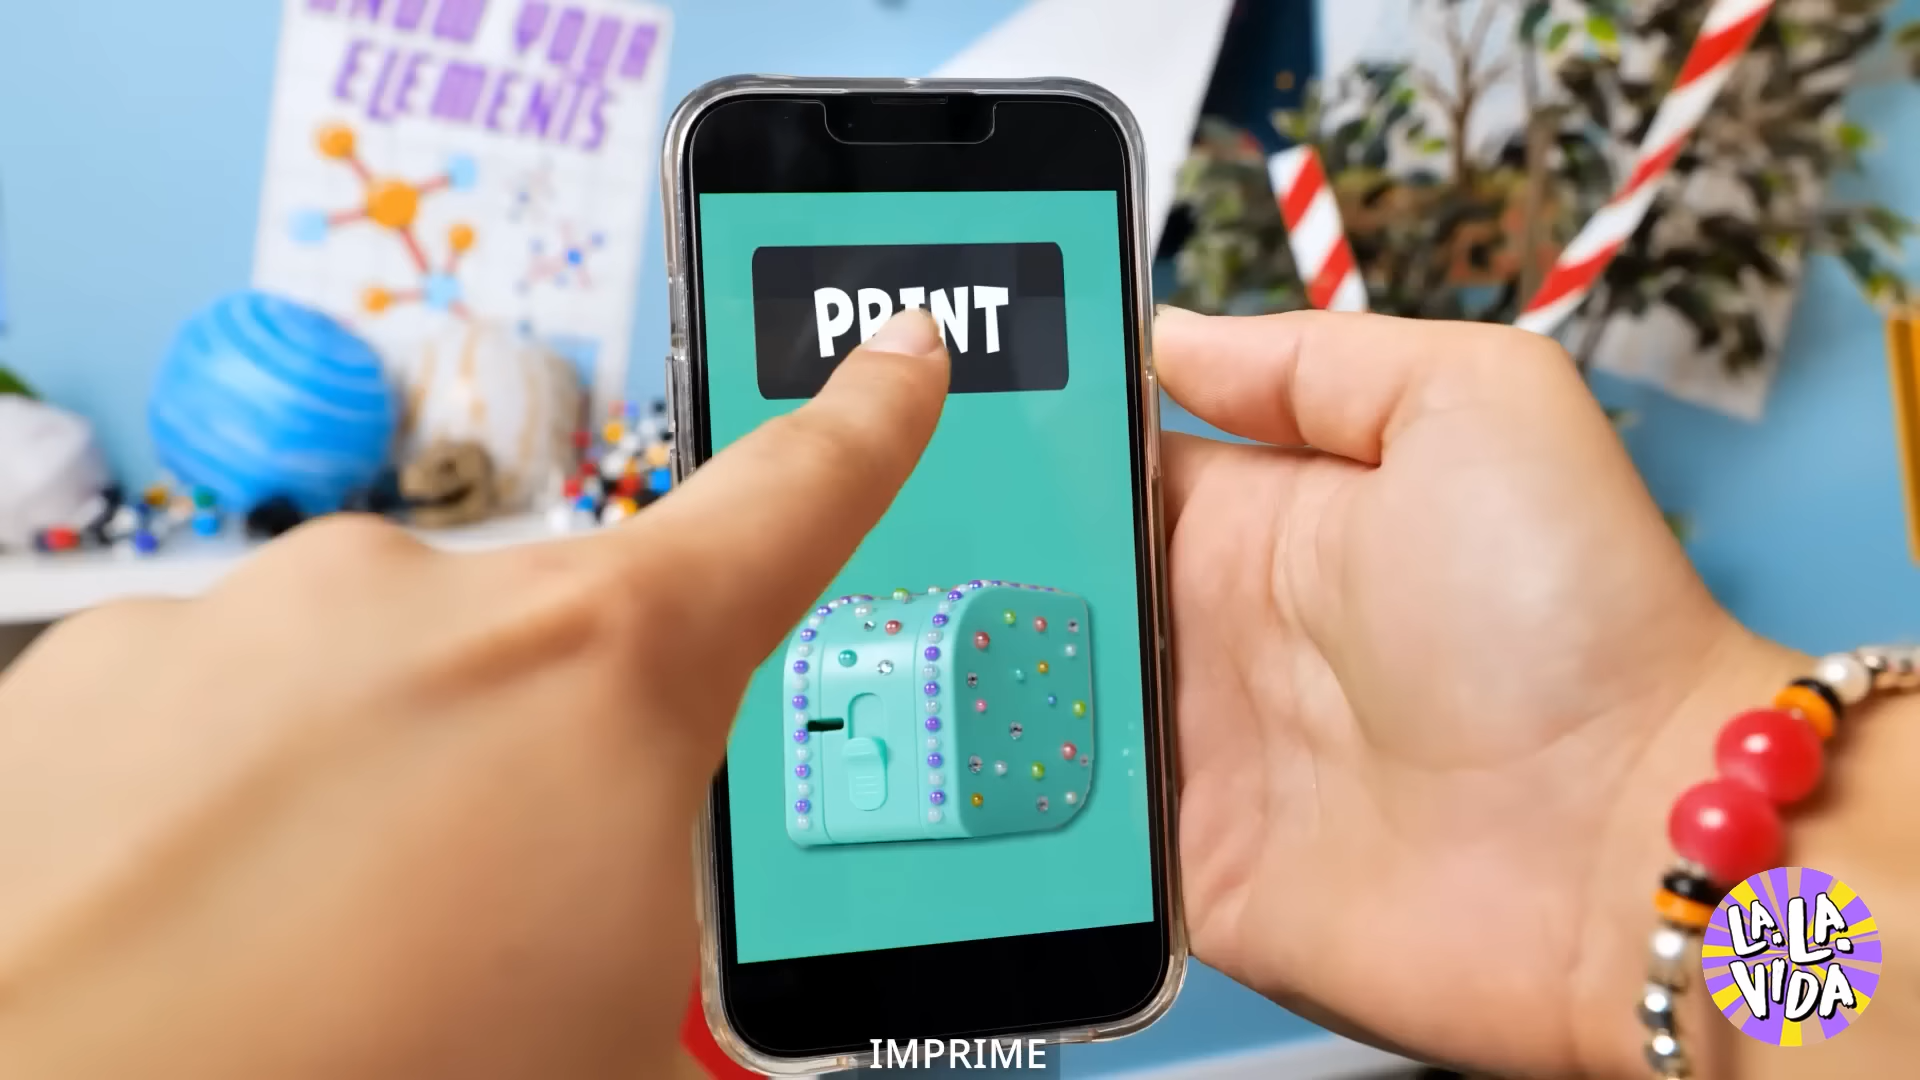 KNOW YOUR
ELEMENTS
PRINT
LA LA
VIDA
IMPRIME